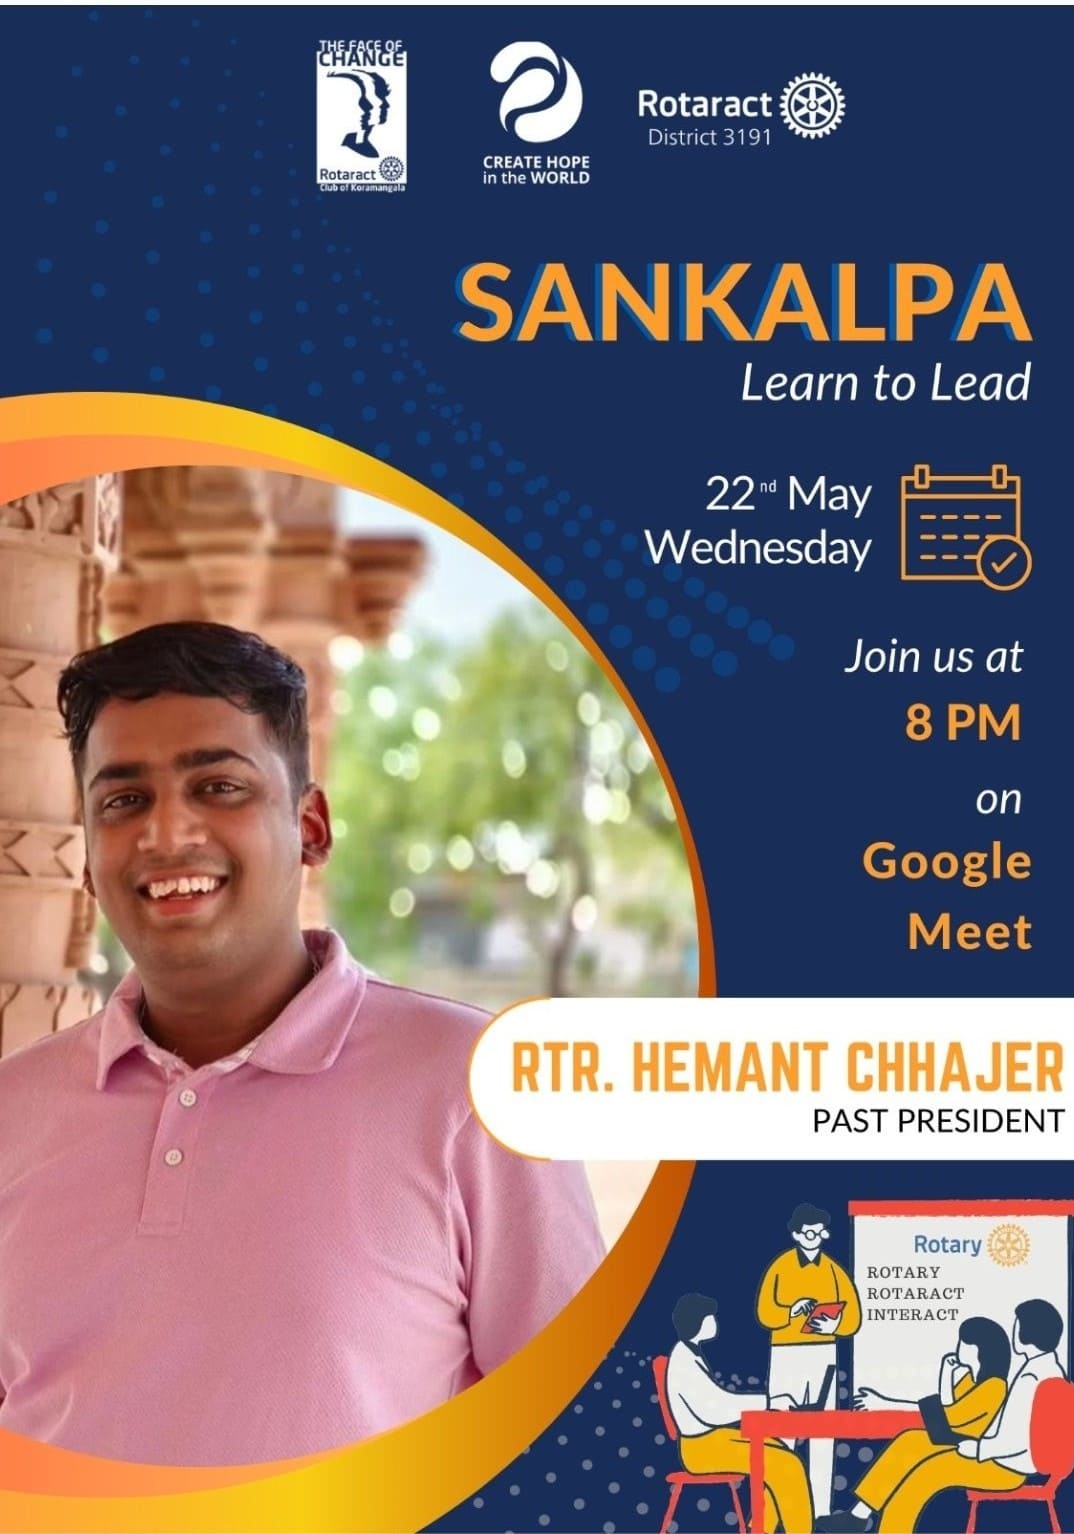 THE FACE OF
CHANGE
Rotaract
Club of Koramangala
CREATE HOPE
in the WORLD
Rotaract
District 3191
SANKALPA
Learn to Lead
22nd May
Wednesday
Join us at
8 PM
on
Google
Meet
RTR. HEMANT CHHAJER
PAST PRESIDENT
Rotary
ROTARY
ROTARACT
INTERACT